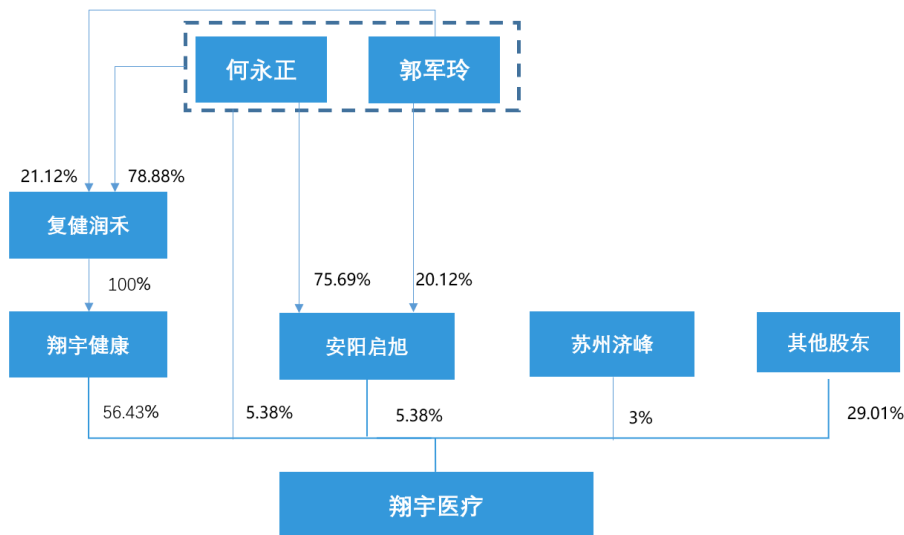 何永正
郭军玲
21.12%
78.88%
复健润禾
100%
75.69%
20.12%
翔宇健康
安阳启旭
苏州济峰
其他股东
56.43%
5.38%
5.38%
3%
29.01%
翔宇医疗